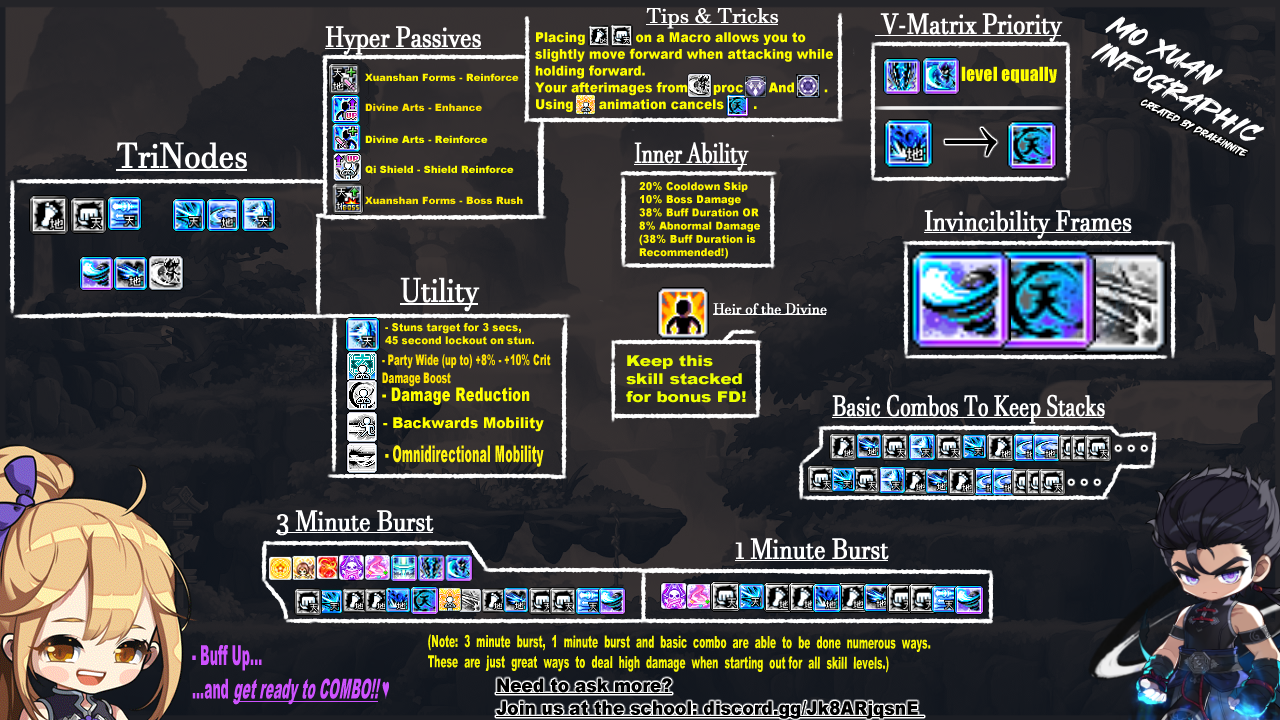 Hyper Passives
Xuanshan Forms - Reinforce
Divine Arts - Enhance
Divine Arts - Reinforce
Qi Shield - Shield Reinforce
Xuanshan Forms - Boss Rush
Tips & Tricks
Placing on a Macro allows you to
slightly move forward when attacking while
holding forward.
Your afterimages from proc And .
Using animation cancels .
V-Matrix Priority
level equally
MO XUAN
INFOGRAPHIC
CREATED BY DRAKSINNITE
TriNodes
Inner Ability
20% Cooldown Skip
10% Boss Damage
38% Buff Duration OR
8% Abnormal Damage
(38% Buff Duration is
Recommended!)
Invincibility Frames
Utility
- Stuns target for 3 secs,
45 second lockout on stun.
- Party Wide (up to) +8% - +10% Crit
Damage Boost
- Damage Reduction
- Backwards Mobility
- Omnidirectional Mobility
Heir of the Divine
Keep this
skill stacked
for bonus FD!
Basic Combos To Keep Stacks
3 Minute Burst
1 Minute Burst
(Note: 3 minute burst, 1 minute burst and basic combo are able to be done numerous ways.
These are just great ways to deal high damage when starting out for all skill levels.)
- Buff Up...
...and get ready to COMBO!!♥
Need to ask more?
Join us at the school: discord.gg/Jk8ARjqsnE